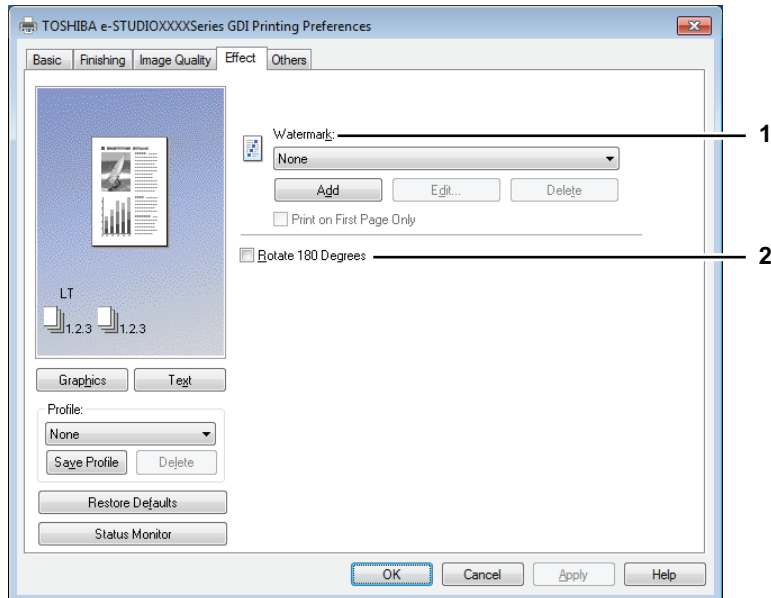 TOSHIBA e-STUDIOXXXXSeries GDI Printing Preferences
Basic Finishing Image Quality Effect Others
Watermark: 1
None
Add Edit... Delete
Print on First Page Only
Rotate 180 Degrees 2
LT
1.2.3 1.2.3
Graphics Text
Profile:
None
Save Profile Delete
Restore Defaults
Status Monitor
OK Cancel Apply Help